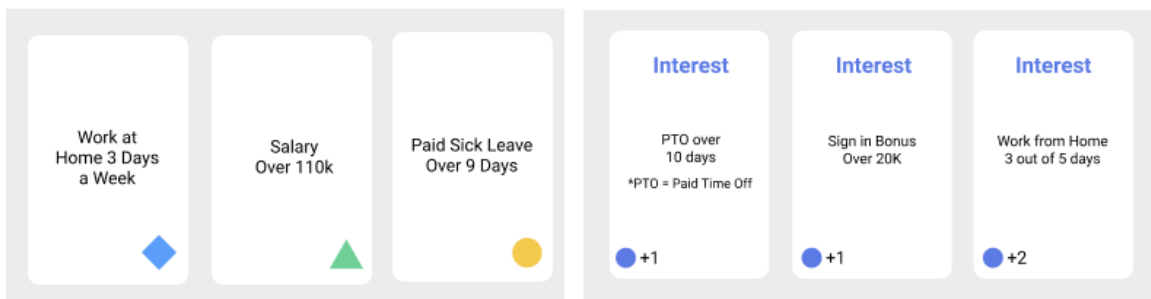 Work at
Home 3 Days
a Week
Salary
Over 110k
Paid Sick Leave
Over 9 Days
Interest
PTO over
10 days
*PTO = Paid Time Off
+1
Interest
Sign in Bonus
Over 20K
+1
Interest
Work from Home
3 out of 5 days
+2